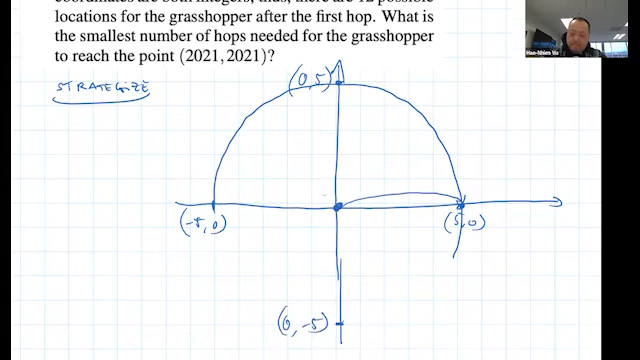 coordinates are both integers; thus, there are 12 possible
locations for the grasshopper after the first hop. What is
the smallest number of hops needed for the grasshopper
to reach the point (2021, 2021)?
STRATEGIZE
(0,5)
(-5,0)
(5,0)
(0,-5)
Han-Nhien Vu